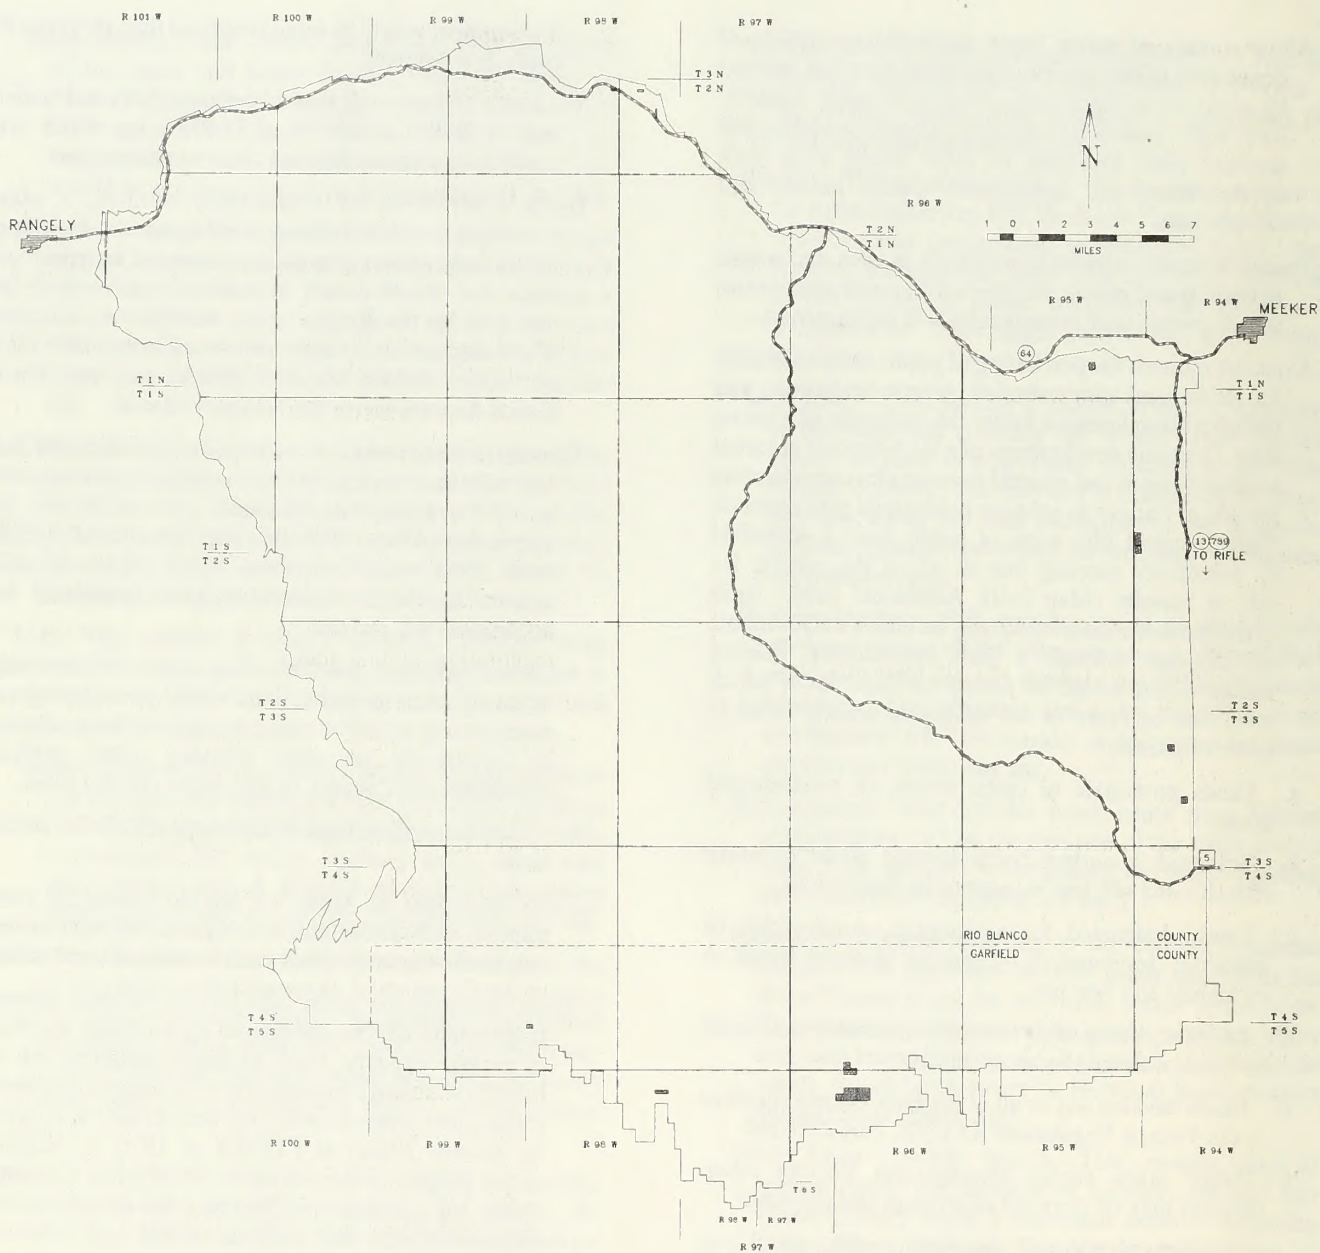 R 101 W R 100 W R 99 W R 98 W R 97 W
T 3 N
T 2 N
N
R 96 W
RANGELY
1 0 1 2 3 4 5 6 7
MILES
T 2 N
T 1 N
R 95 W R 94 W
MEEKER
64
T 1 N
T 1 S
T 1 N
T 1 S
13 789
TO RIFLE
T 1 S
T 2 S
T 2 S
T 3 S
T 2 S
T 3 S
5
T 3 S
T 4 S
T 3 S
T 4 S
RIO BLANCO COUNTY
GARFIELD COUNTY
T 4 S
T 5 S
T 4 S
T 5 S
R 100 W R 99 W R 98 W R 96 W R 95 W R 94 W
T 6 S
R 98 W R 97 W
R 97 W